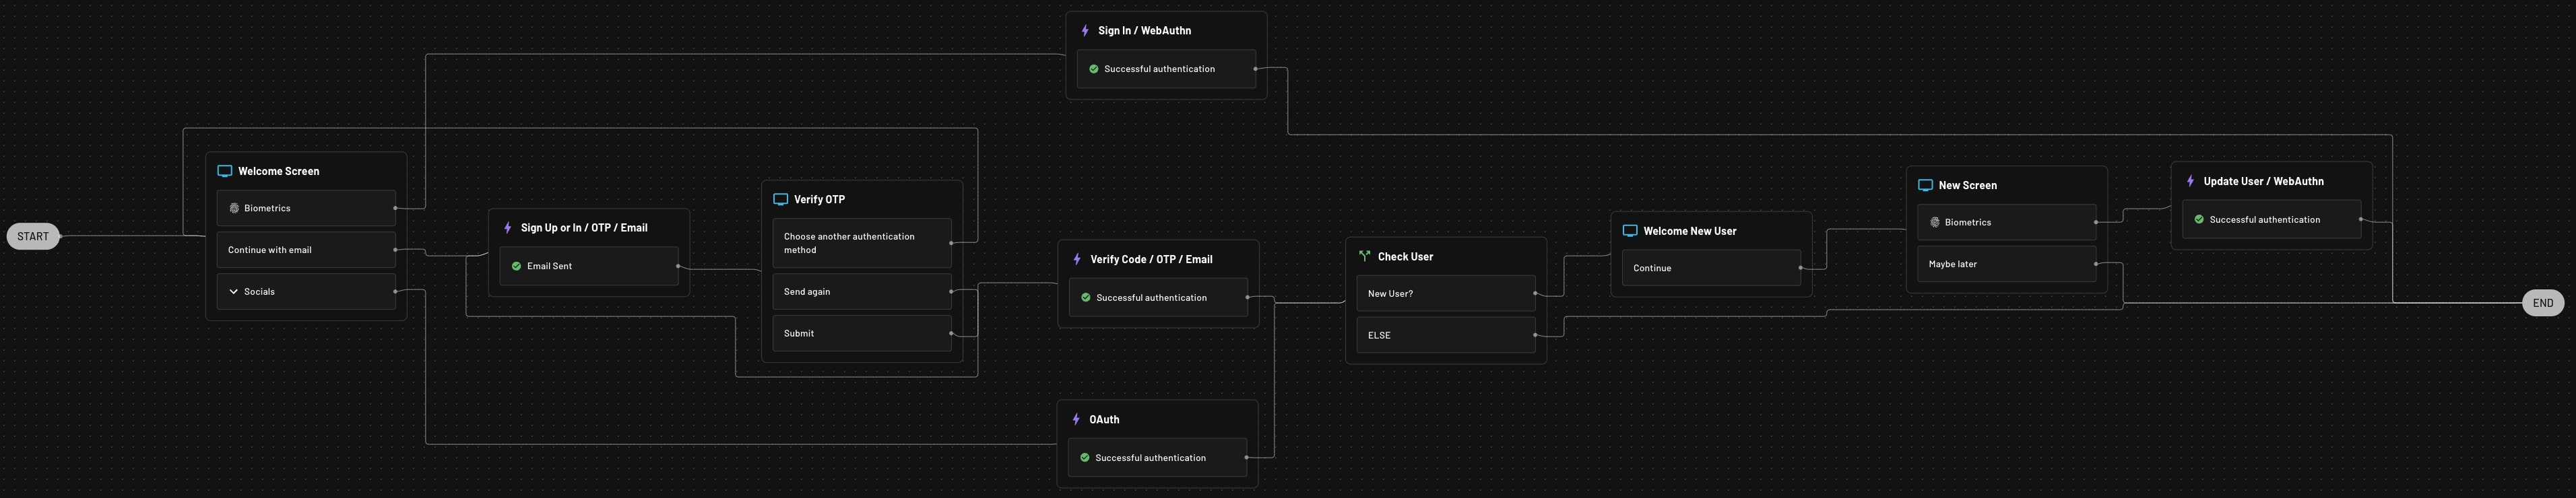 START
Welcome Screen
Biometrics
Continue with email
Socials
Sign Up or In / OTP / Email
Email Sent
Verify OTP
Choose another authentication
method
Send again
Submit
Sign In / WebAuthn
Successful authentication
Verify Code / OTP / Email
Successful authentication
OAuth
Successful authentication
Check User
New User?
ELSE
Welcome New User
Continue
New Screen
Biometrics
Maybe later
Update User / WebAuthn
Successful authentication
END